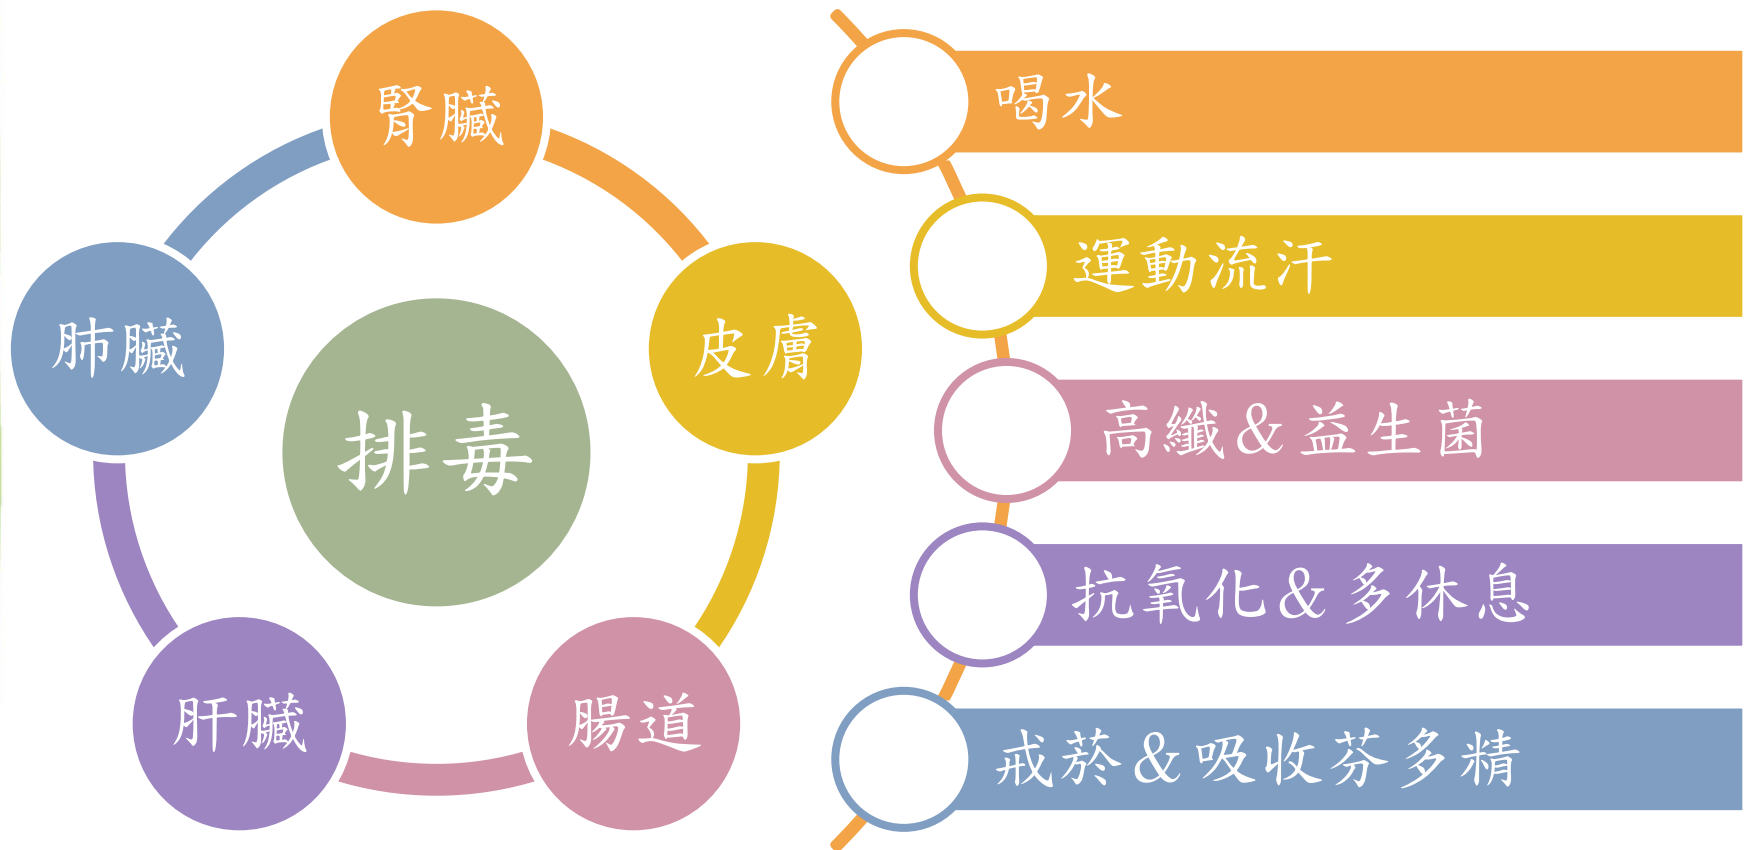 腎臟
皮膚
腸道
肝臟
肺臟
排毒
喝水
運動流汗
高纖&益生菌
抗氧化&多休息
戒菸&吸收芬多精